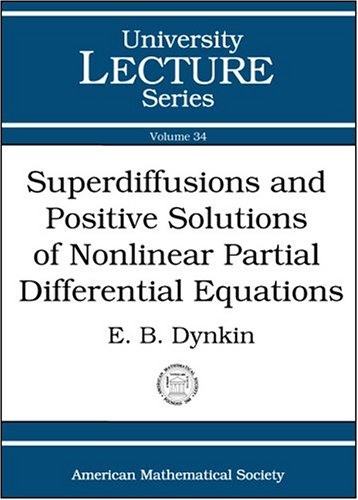 University
LECTURE
Series
Volume 34
Superdiffusions and
Positive Solutions
of Nonlinear Partial
Differential Equations
E. B. Dynkin
American Mathematical Society